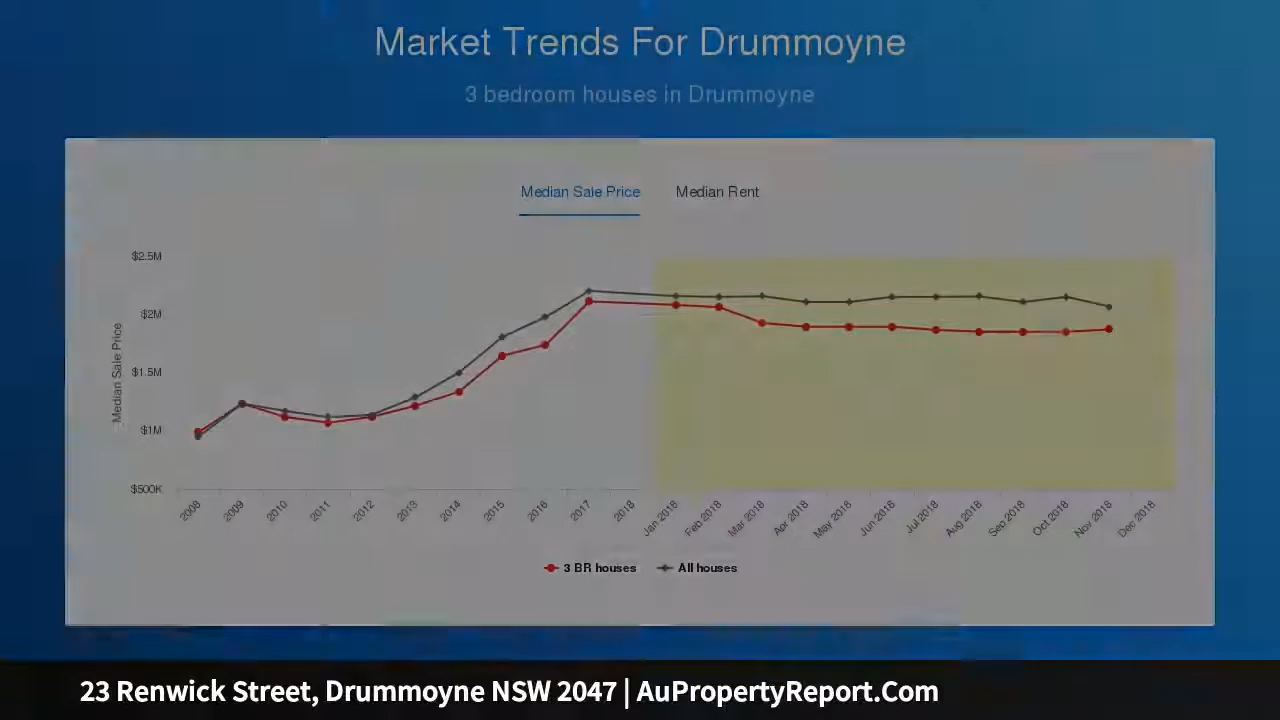 Market Trends For Drummoyne
3 bedroom houses in Drummoyne
Median Sale Price Median Rent
$2.5M
$2M
$1.5M
$1M
$500K
Median Sale Price
2008 2009 2010 2011 2012 2013 2014 2015 2016 2017 2018 Jan 2018 Feb 2018 Mar 2018 Apr 2018 May 2018 Jun 2018 Jul 2018 Aug 2018 Sep 2018 Oct 2018 Nov 2018 Dec 2018
3 BR houses All houses
23 Renwick Street, Drummoyne NSW 2047 | AuPropertyReport.Com